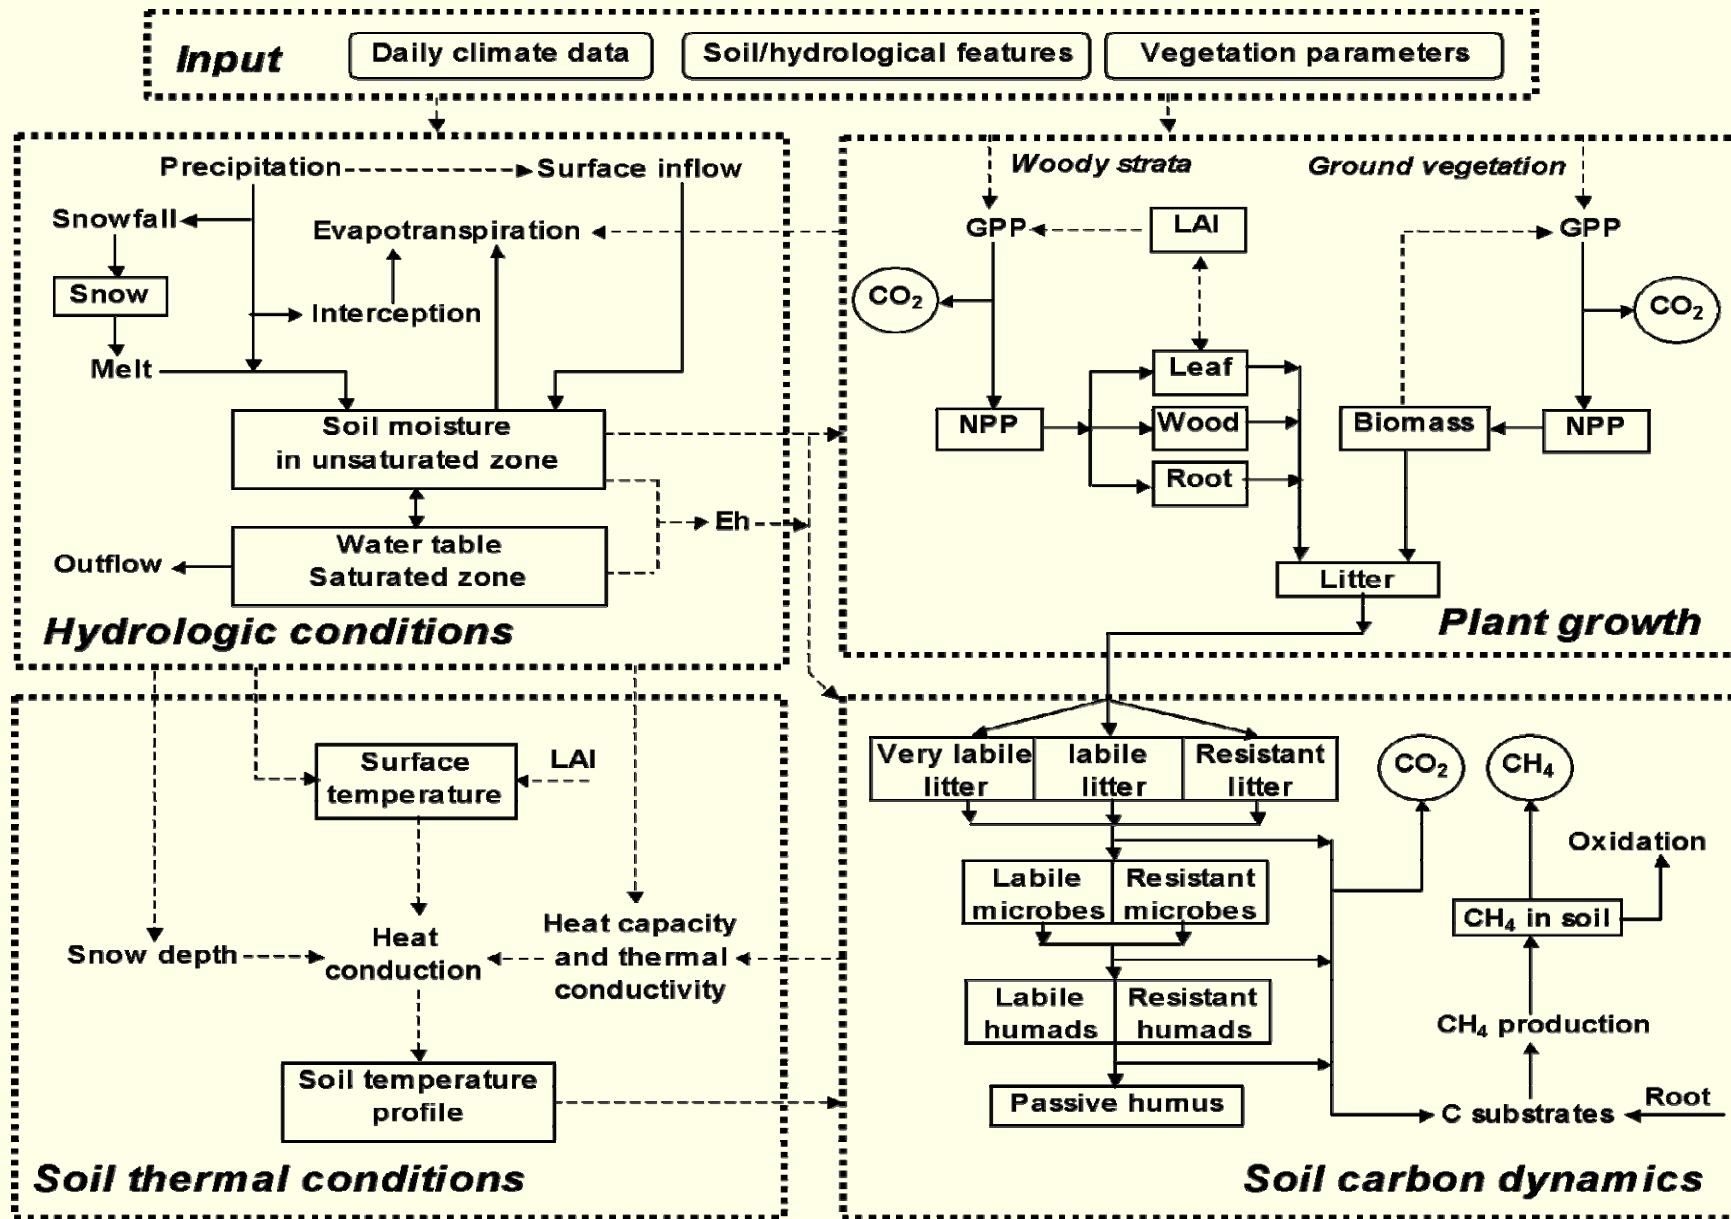 Input
Daily climate data
Soil/hydrological features
Vegetation parameters
Precipitation
Surface inflow
Snowfall
Evapotranspiration
Snow
Interception
Melt
Soil moisture
in unsaturated zone
Eh
Water table
Saturated zone
Outflow
Hydrologic conditions
Woody strata
Ground vegetation
GPP
LAI
GPP
CO₂
CO₂
Leaf
NPP
Wood
Biomass
NPP
Root
Litter
Plant growth
Surface
temperature
LAI
Snow depth
Heat
conduction
Heat capacity
and thermal
conductivity
Soil temperature
profile
Soil thermal conditions
Very labile
litter
labile
litter
Resistant
litter
CO₂
CH₄
Oxidation
Labile
microbes
Resistant
microbes
CH₄ in soil
Labile
humads
Resistant
humads
CH₄ production
Passive humus
C substrates
Root
Soil carbon dynamics